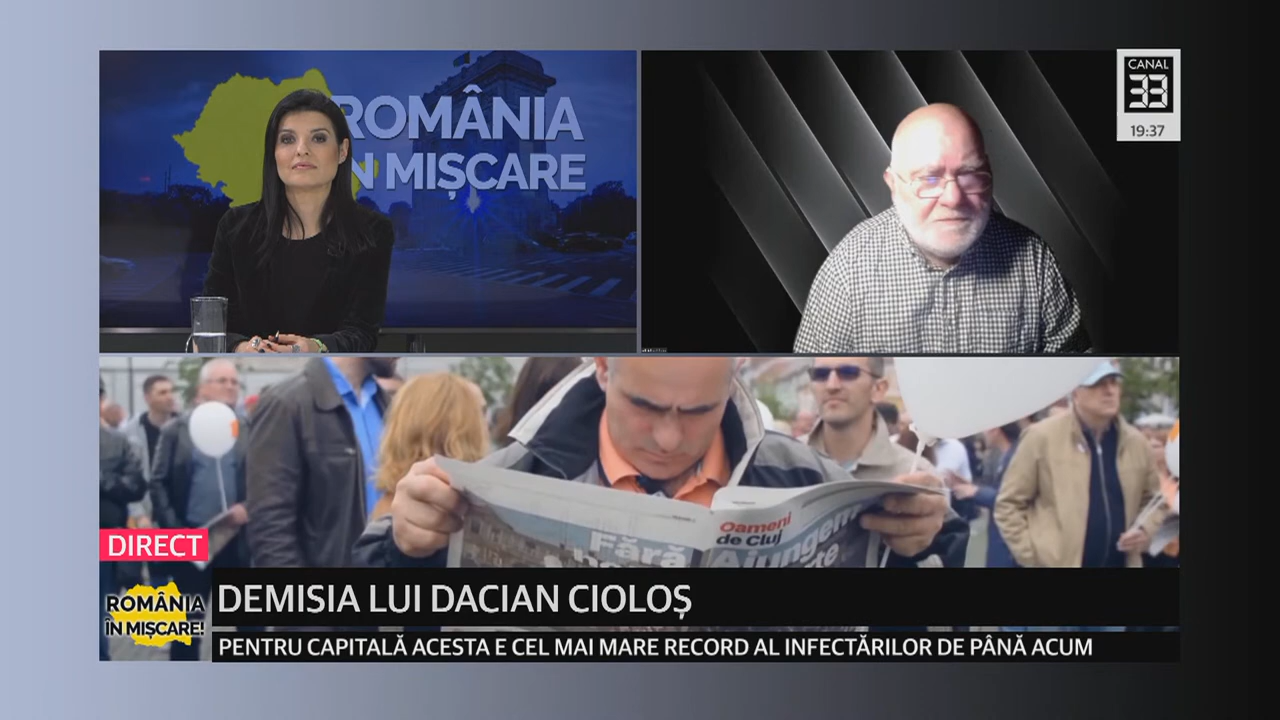 ROMÂNIA
ÎN MIȘCARE
CANAL
33
19:37
Oameni
de Cluj
Fără
Ajungem
DIRECT
ROMÂNIA
ÎN MIȘCARE!
DEMISIA LUI DACIAN CIOLOȘ
PENTRU CAPITALĂ ACESTA E CEL MAI MARE RECORD AL INFECTĂRILOR DE PÂNĂ ACUM